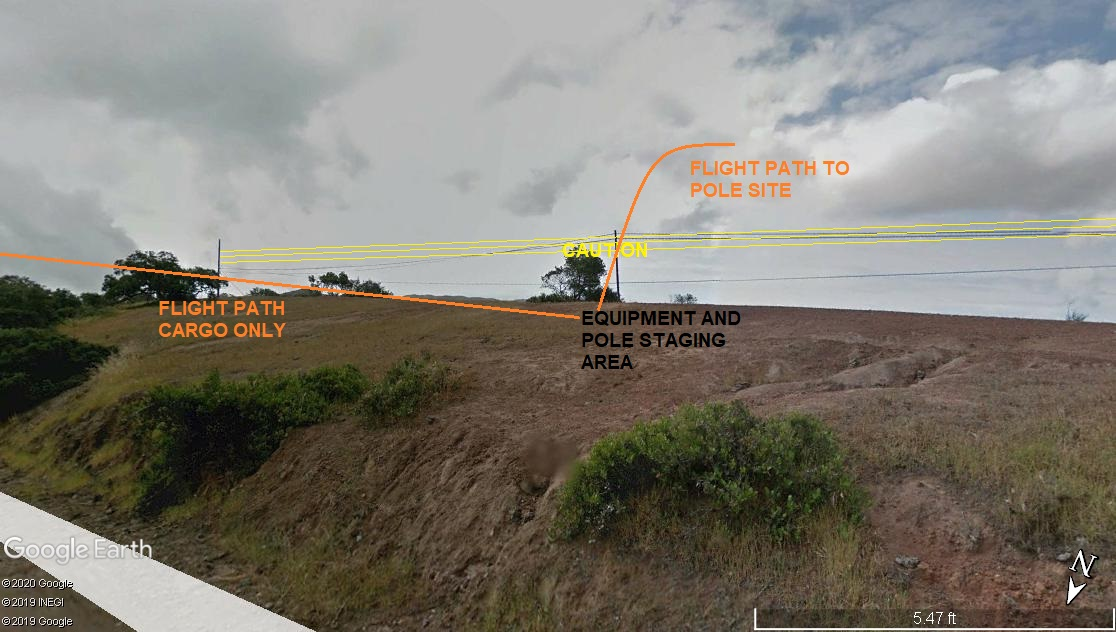 FLIGHT PATH TO
POLE SITE
CAUTION
FLIGHT PATH
CARGO ONLY
EQUIPMENT AND
POLE STAGING
AREA
Google Earth
©2020 Google
©2019 INEGI
©2019 Google
N
5.47 ft